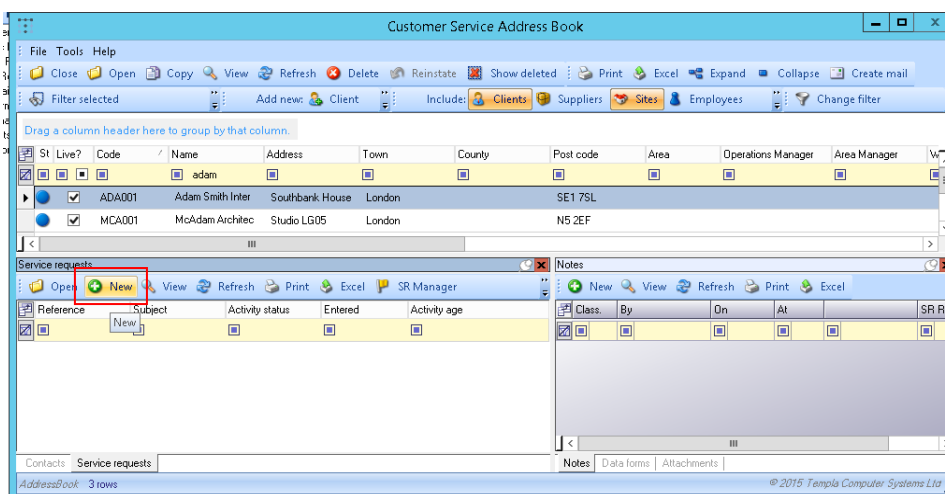 Customer Service Address Book
File Tools Help
Close Open Copy View Refresh Delete Reinstate Show deleted Print Excel Expand Collapse Create mail
Filter selected Add new: Client Include: Clients Suppliers Sites Employees Change filter
Drag a column header here to group by that column.
St Live? Code Name Address Town County Post code Area Operations Manager Area Manager
adam
ADA001 Adam Smith Inter Southbank House London SE1 7SL
MCA001 McAdam Architec Studio LG05 London N5 2EF
Service requests Notes
Open New View Refresh Print Excel SR Manager New View Refresh Print Excel
Reference Subject Activity status Entered Activity age Class. By On At SR R
New
Contacts Service requests Notes Data forms Attachments
AddressBook 3 rows © 2015 Templa Computer Systems Ltd